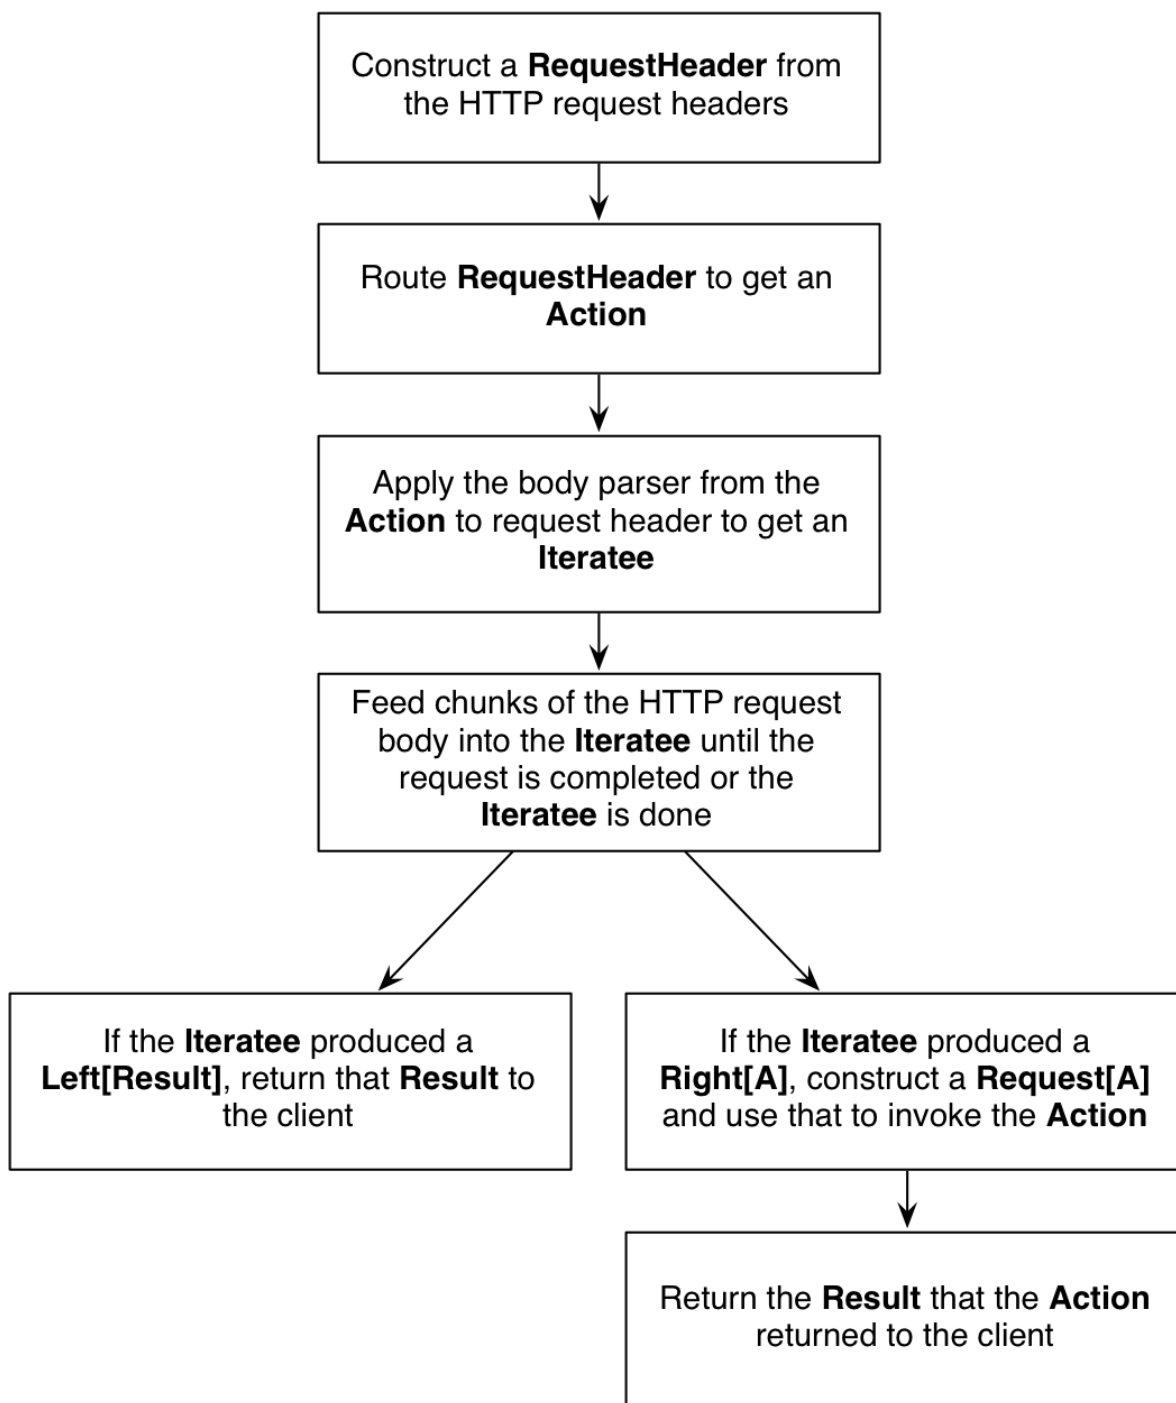 Construct a RequestHeader from
the HTTP request headers
Route RequestHeader to get an
Action
Apply the body parser from the
Action to request header to get an
Iteratee
Feed chunks of the HTTP request
body into the Iteratee until the
request is completed or the
Iteratee is done
If the Iteratee produced a
Left[Result], return that Result to
the client
If the Iteratee produced a
Right[A], construct a Request[A]
and use that to invoke the Action
Return the Result that the Action
returned to the client